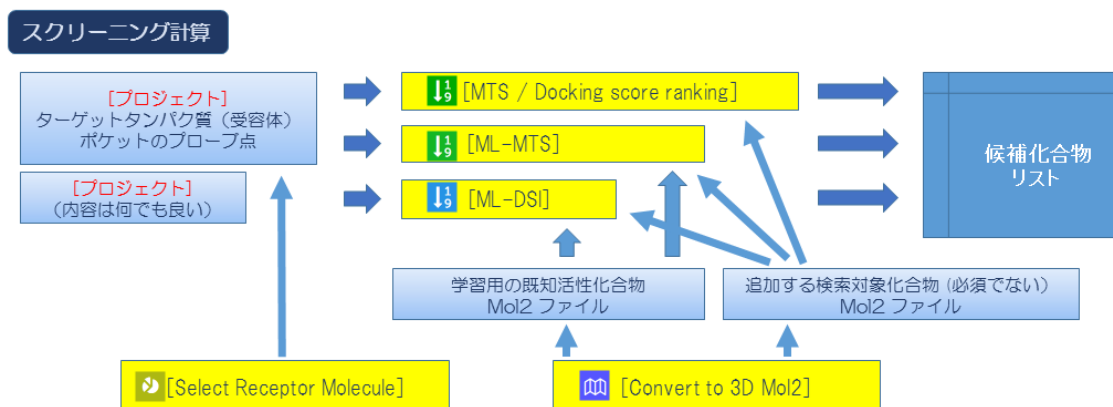 スクリーニング計算
[プロジェクト]
ターゲットタンパク質（受容体）
ポケットのプローブ点
[プロジェクト]
（内容は何でも良い）
[MTS / Docking score ranking]
[ML-MTS]
[ML-DSI]
候補化合物
リスト
学習用の既知活性化合物
Mol2 ファイル
追加する検索対象化合物（必須でない）
Mol2 ファイル
[Select Receptor Molecule]
[Convert to 3D Mol2]